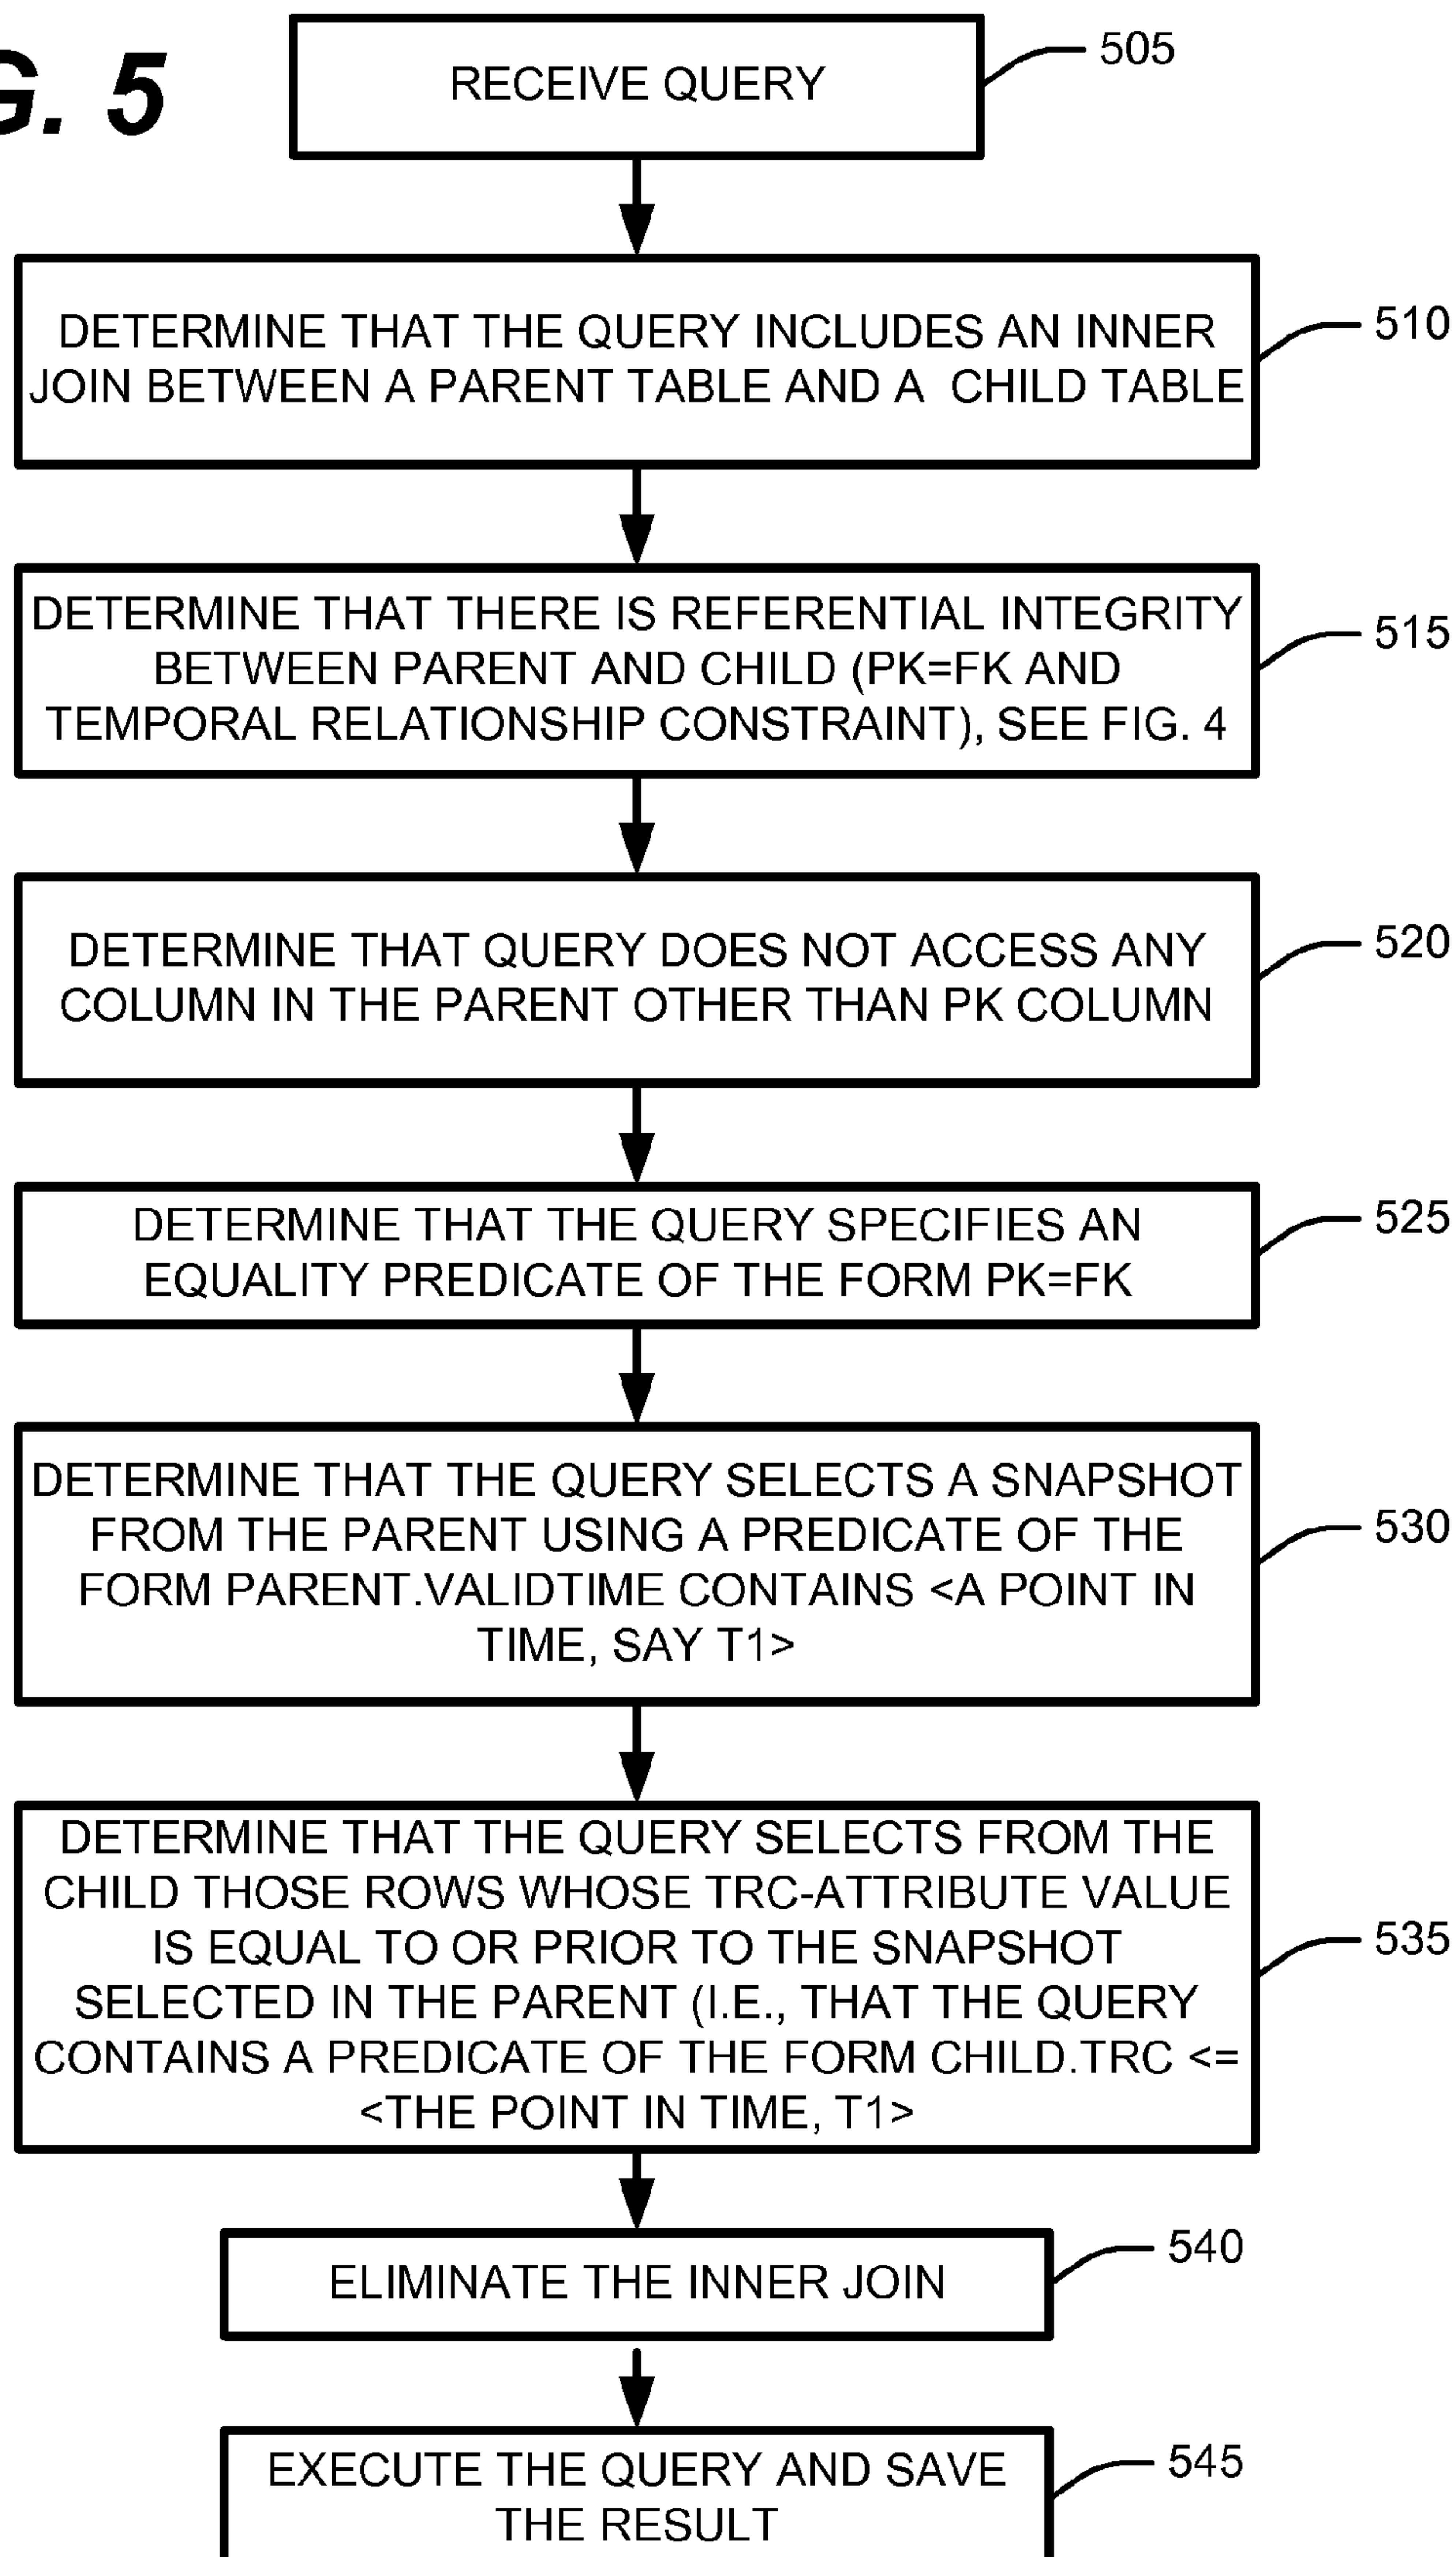 G. 5
RECEIVE QUERY
505
DETERMINE THAT THE QUERY INCLUDES AN INNER
JOIN BETWEEN A PARENT TABLE AND A CHILD TABLE
510
DETERMINE THAT THERE IS REFERENTIAL INTEGRITY
BETWEEN PARENT AND CHILD (PK=FK AND
TEMPORAL RELATIONSHIP CONSTRAINT), SEE FIG. 4
515
DETERMINE THAT QUERY DOES NOT ACCESS ANY
COLUMN IN THE PARENT OTHER THAN PK COLUMN
520
DETERMINE THAT THE QUERY SPECIFIES AN
EQUALITY PREDICATE OF THE FORM PK=FK
525
DETERMINE THAT THE QUERY SELECTS A SNAPSHOT
FROM THE PARENT USING A PREDICATE OF THE
FORM PARENT.VALIDTIME CONTAINS <A POINT IN
TIME, SAY T1>
530
DETERMINE THAT THE QUERY SELECTS FROM THE
CHILD THOSE ROWS WHOSE TRC-ATTRIBUTE VALUE
IS EQUAL TO OR PRIOR TO THE SNAPSHOT
SELECTED IN THE PARENT (I.E., THAT THE QUERY
CONTAINS A PREDICATE OF THE FORM CHILD.TRC <=
<THE POINT IN TIME, T1>
535
ELIMINATE THE INNER JOIN
540
EXECUTE THE QUERY AND SAVE
THE RESULT
545